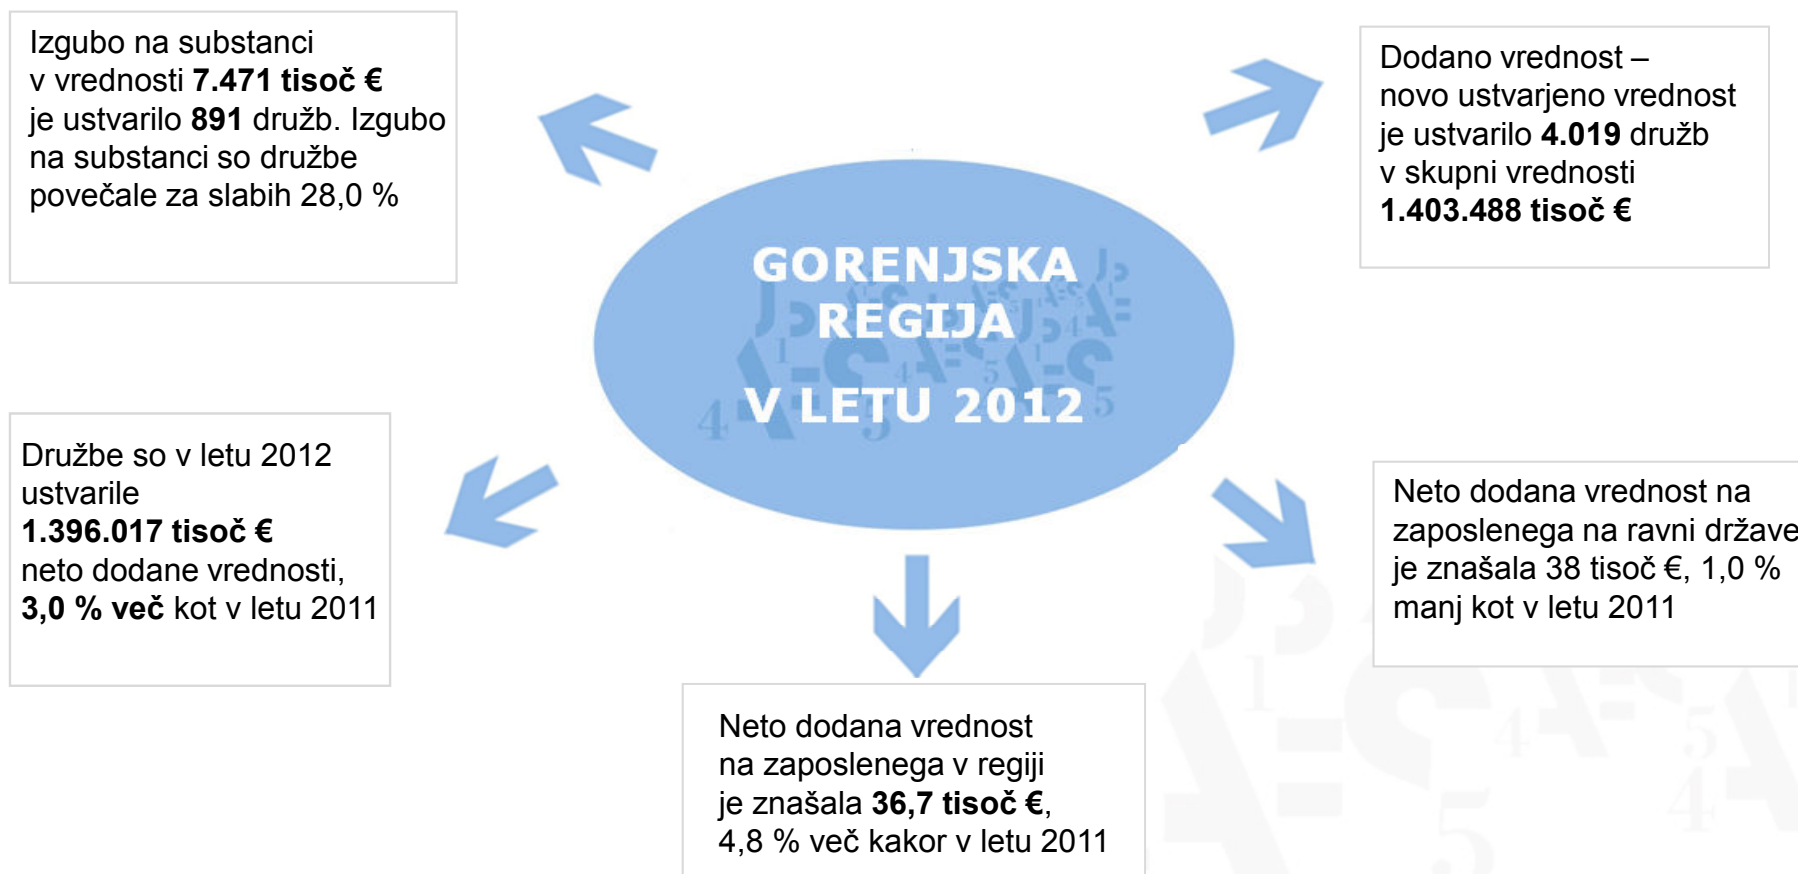 Izgubo na substanci
v vrednosti 7.471 tisoč €
je ustvarilo 891 družb. Izgubo
na substanci so družbe
povečale za slabih 28,0 %
Dodano vrednost –
novo ustvarjeno vrednost
je ustvarilo 4.019 družb
v skupni vrednosti
1.403.488 tisoč €
GORENJSKA
REGIJA
V LETU 2012
Družbe so v letu 2012
ustvarile
1.396.017 tisoč €
neto dodane vrednosti,
3,0 % več kot v letu 2011
Neto dodana vrednost na
zaposlenega na ravni države
je znašala 38 tisoč €, 1,0 %
manj kot v letu 2011
Neto dodana vrednost
na zaposlenega v regiji
je znašala 36,7 tisoč €,
4,8 % več kakor v letu 2011